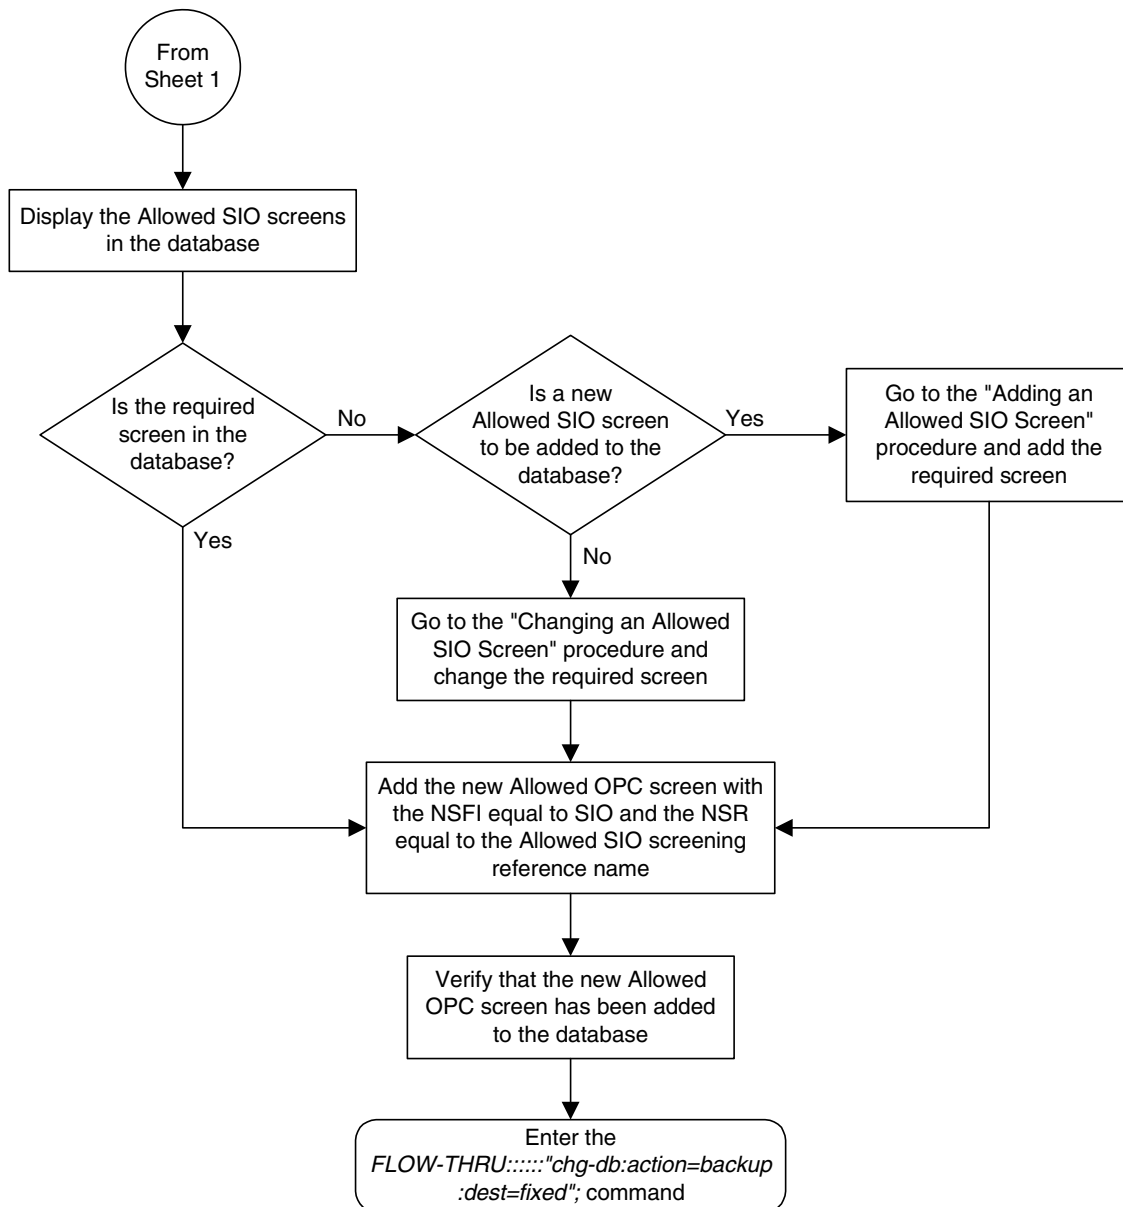 From
Sheet 1
Display the Allowed SIO screens
in the database
Is the required
screen in the
database?
No
Yes
Is a new
Allowed SIO screen
to be added to the
database?
Yes
No
Go to the "Adding an
Allowed SIO Screen"
procedure and add the
required screen
Go to the "Changing an Allowed
SIO Screen" procedure and
change the required screen
Add the new Allowed OPC screen with
the NSFI equal to SIO and the NSR
equal to the Allowed SIO screening
reference name
Verify that the new Allowed
OPC screen has been added
to the database
Enter the
FLOW-THRU::::::"chg-db:action=backup
:dest=fixed"; command